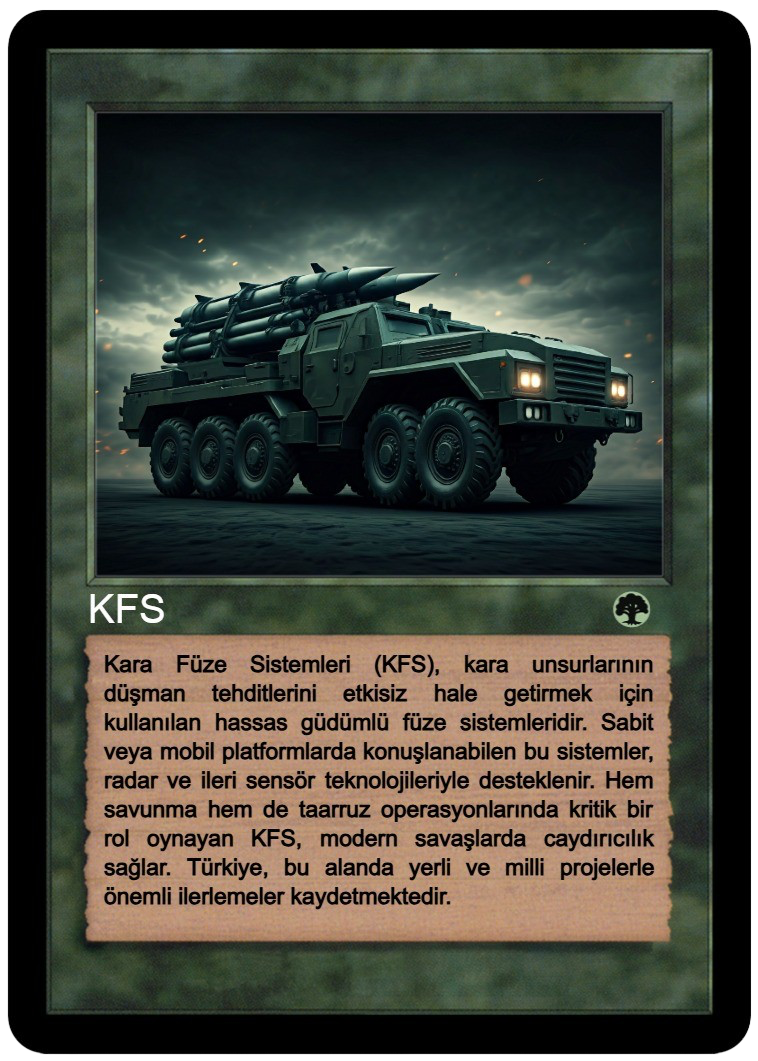 KFS
Kara Füze Sistemleri (KFS), kara unsurlarının
düşman tehditlerini etkisiz hale getirmek için
kullanılan hassas güdümlü füze sistemleridir. Sabit
veya mobil platformlarda konuşlanabilen bu sistemler,
radar ve ileri sensör teknolojileriyle desteklenir. Hem
savunma hem de taarruz operasyonlarında kritik bir
rol oynayan KFS, modern savaşlarda caydırıcılık
sağlar. Türkiye, bu alanda yerli ve milli projelerle
önemli ilerlemeler kaydetmektedir.